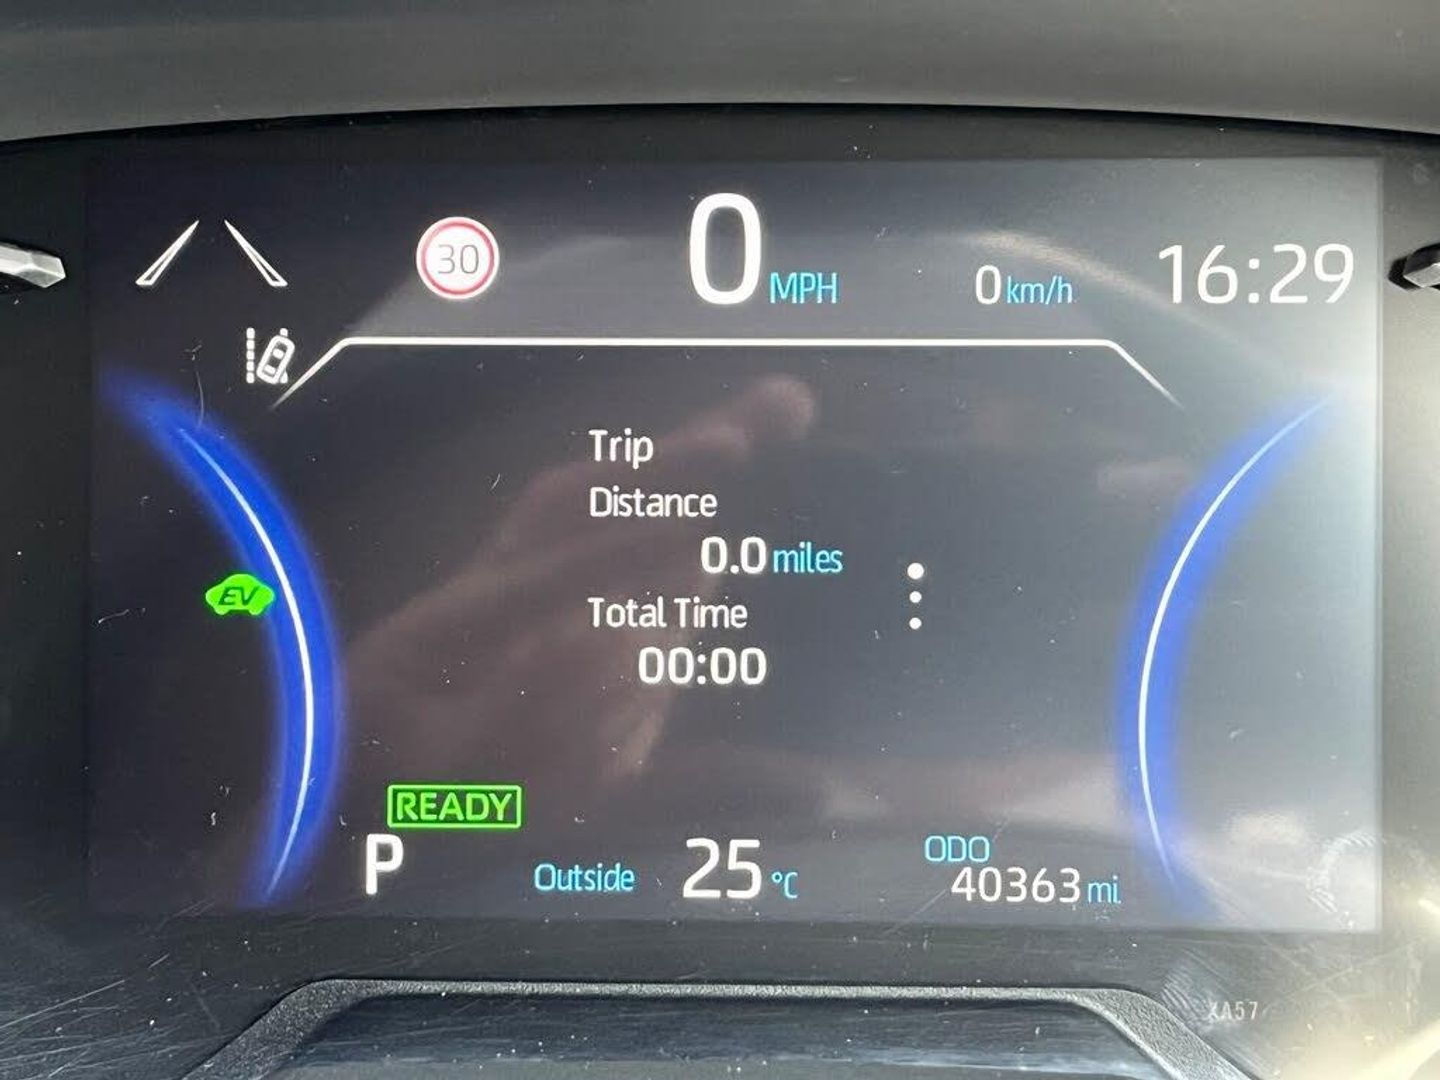 30
0 MPH
0 km/h
16:29
Trip
Distance
0.0 miles
Total Time
00:00
EV
READY
P
Outside 25 °C
ODO
40363 mi
XA57